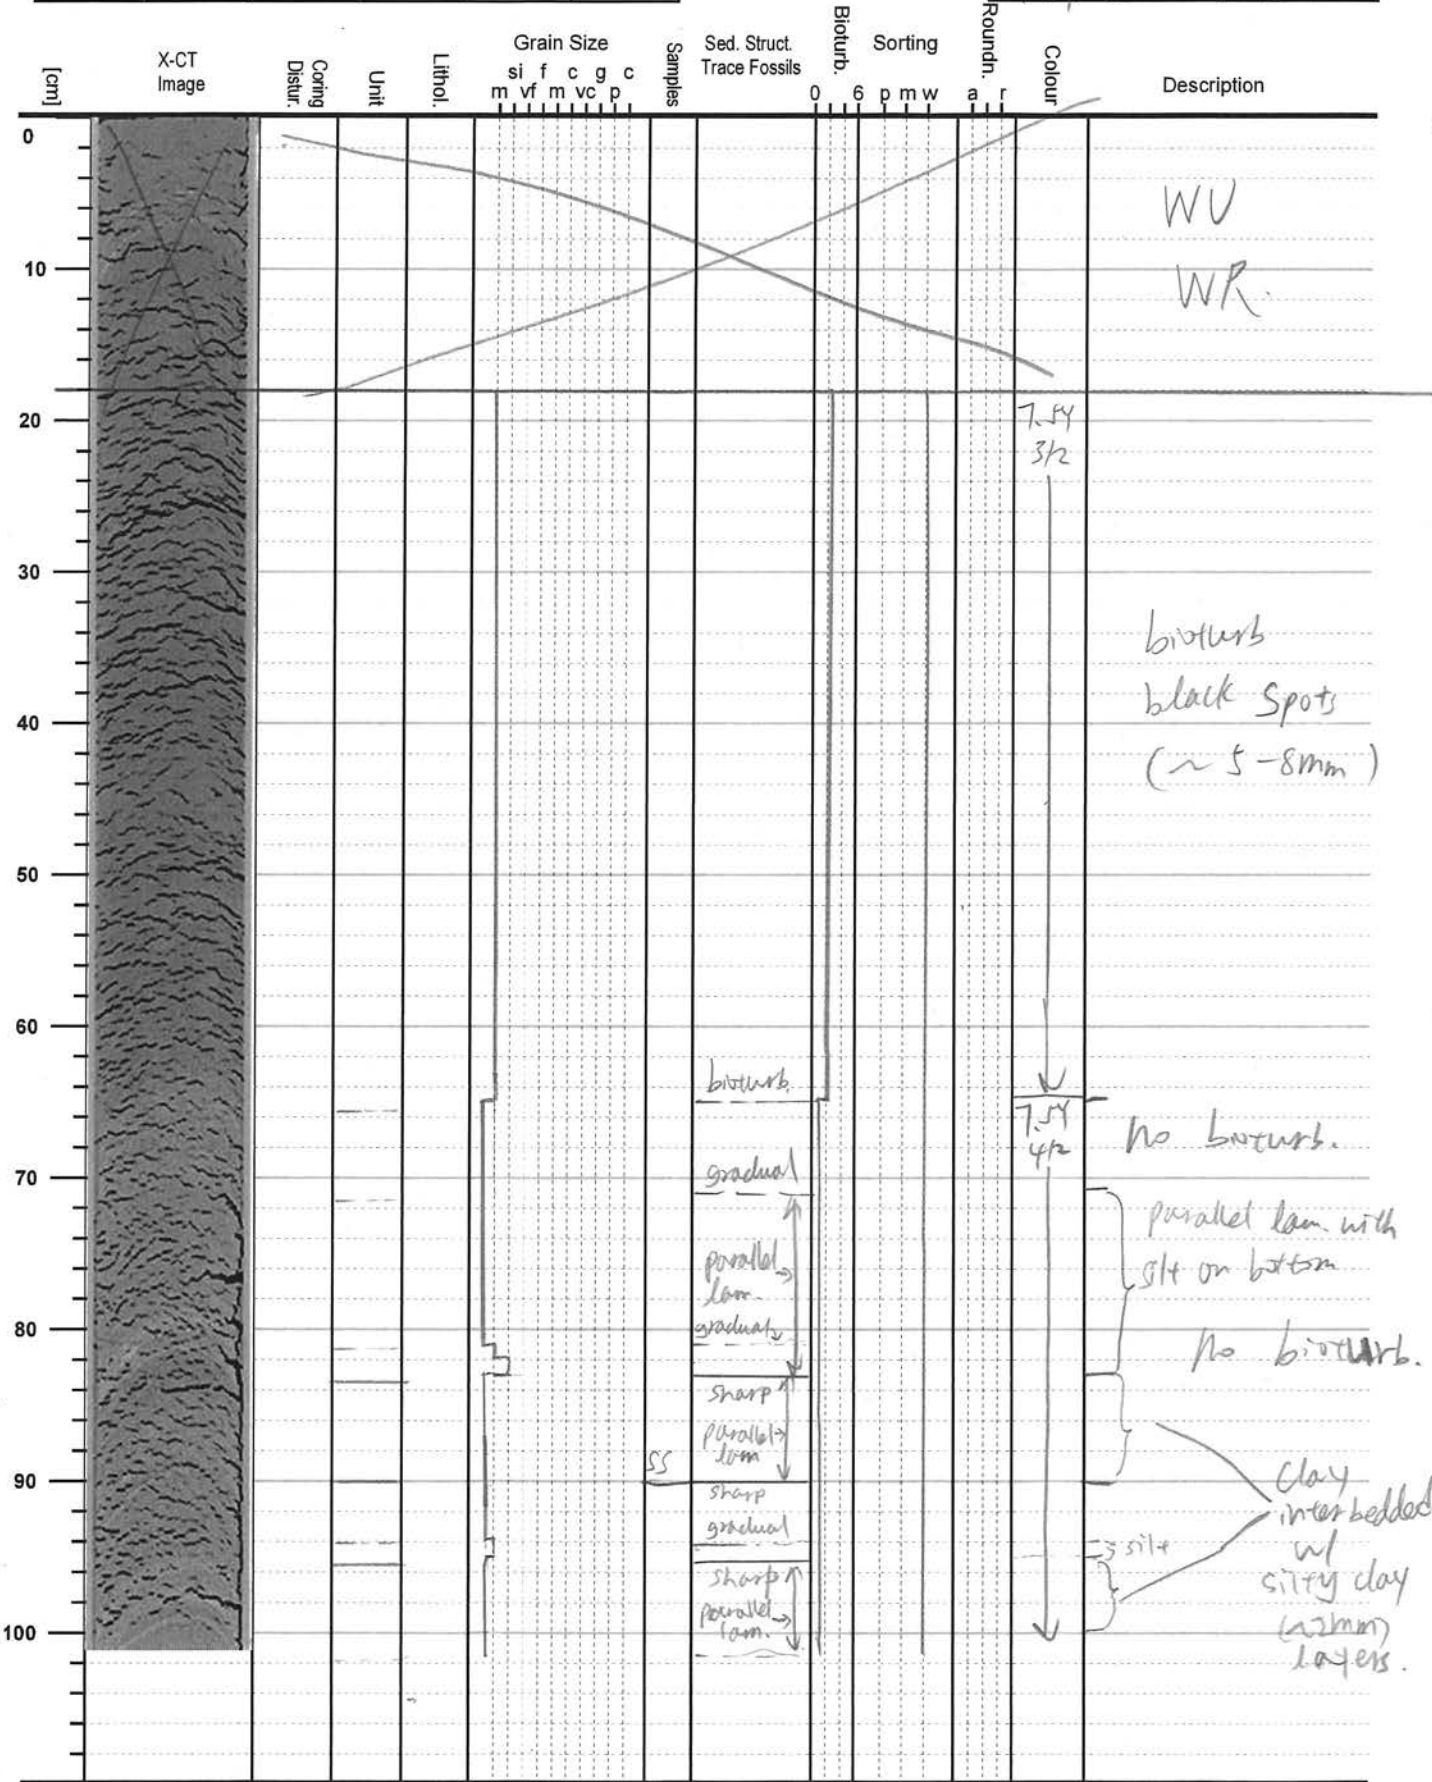 [cm]
X-CT
Image
Coring
Distur.
Unit
Lithol.
Grain Size
si f c g c
m vf m vc p
Samples
Sed. Struct.
Trace Fossils
Bioturb.
0 6
Sorting
p m w
Roundn.
a r
Colour
Description
0
WU
10
WR.
20
7.5Y
3/2
30
bioturb
black spots
40
(~ 5-8mm)
50
60
bioturb.
7.5Y
4/2
no bioturb.
70
gradual
parallel lam. with
silt on bottom
parallel
lam.
gradual
80
no bioturb.
sharp
parallel
lam
SS
90
sharp
gradual
Clay
interbedded
w/
silty clay
(~2mm)
layers.
silt
sharp
parallel
lam.
100